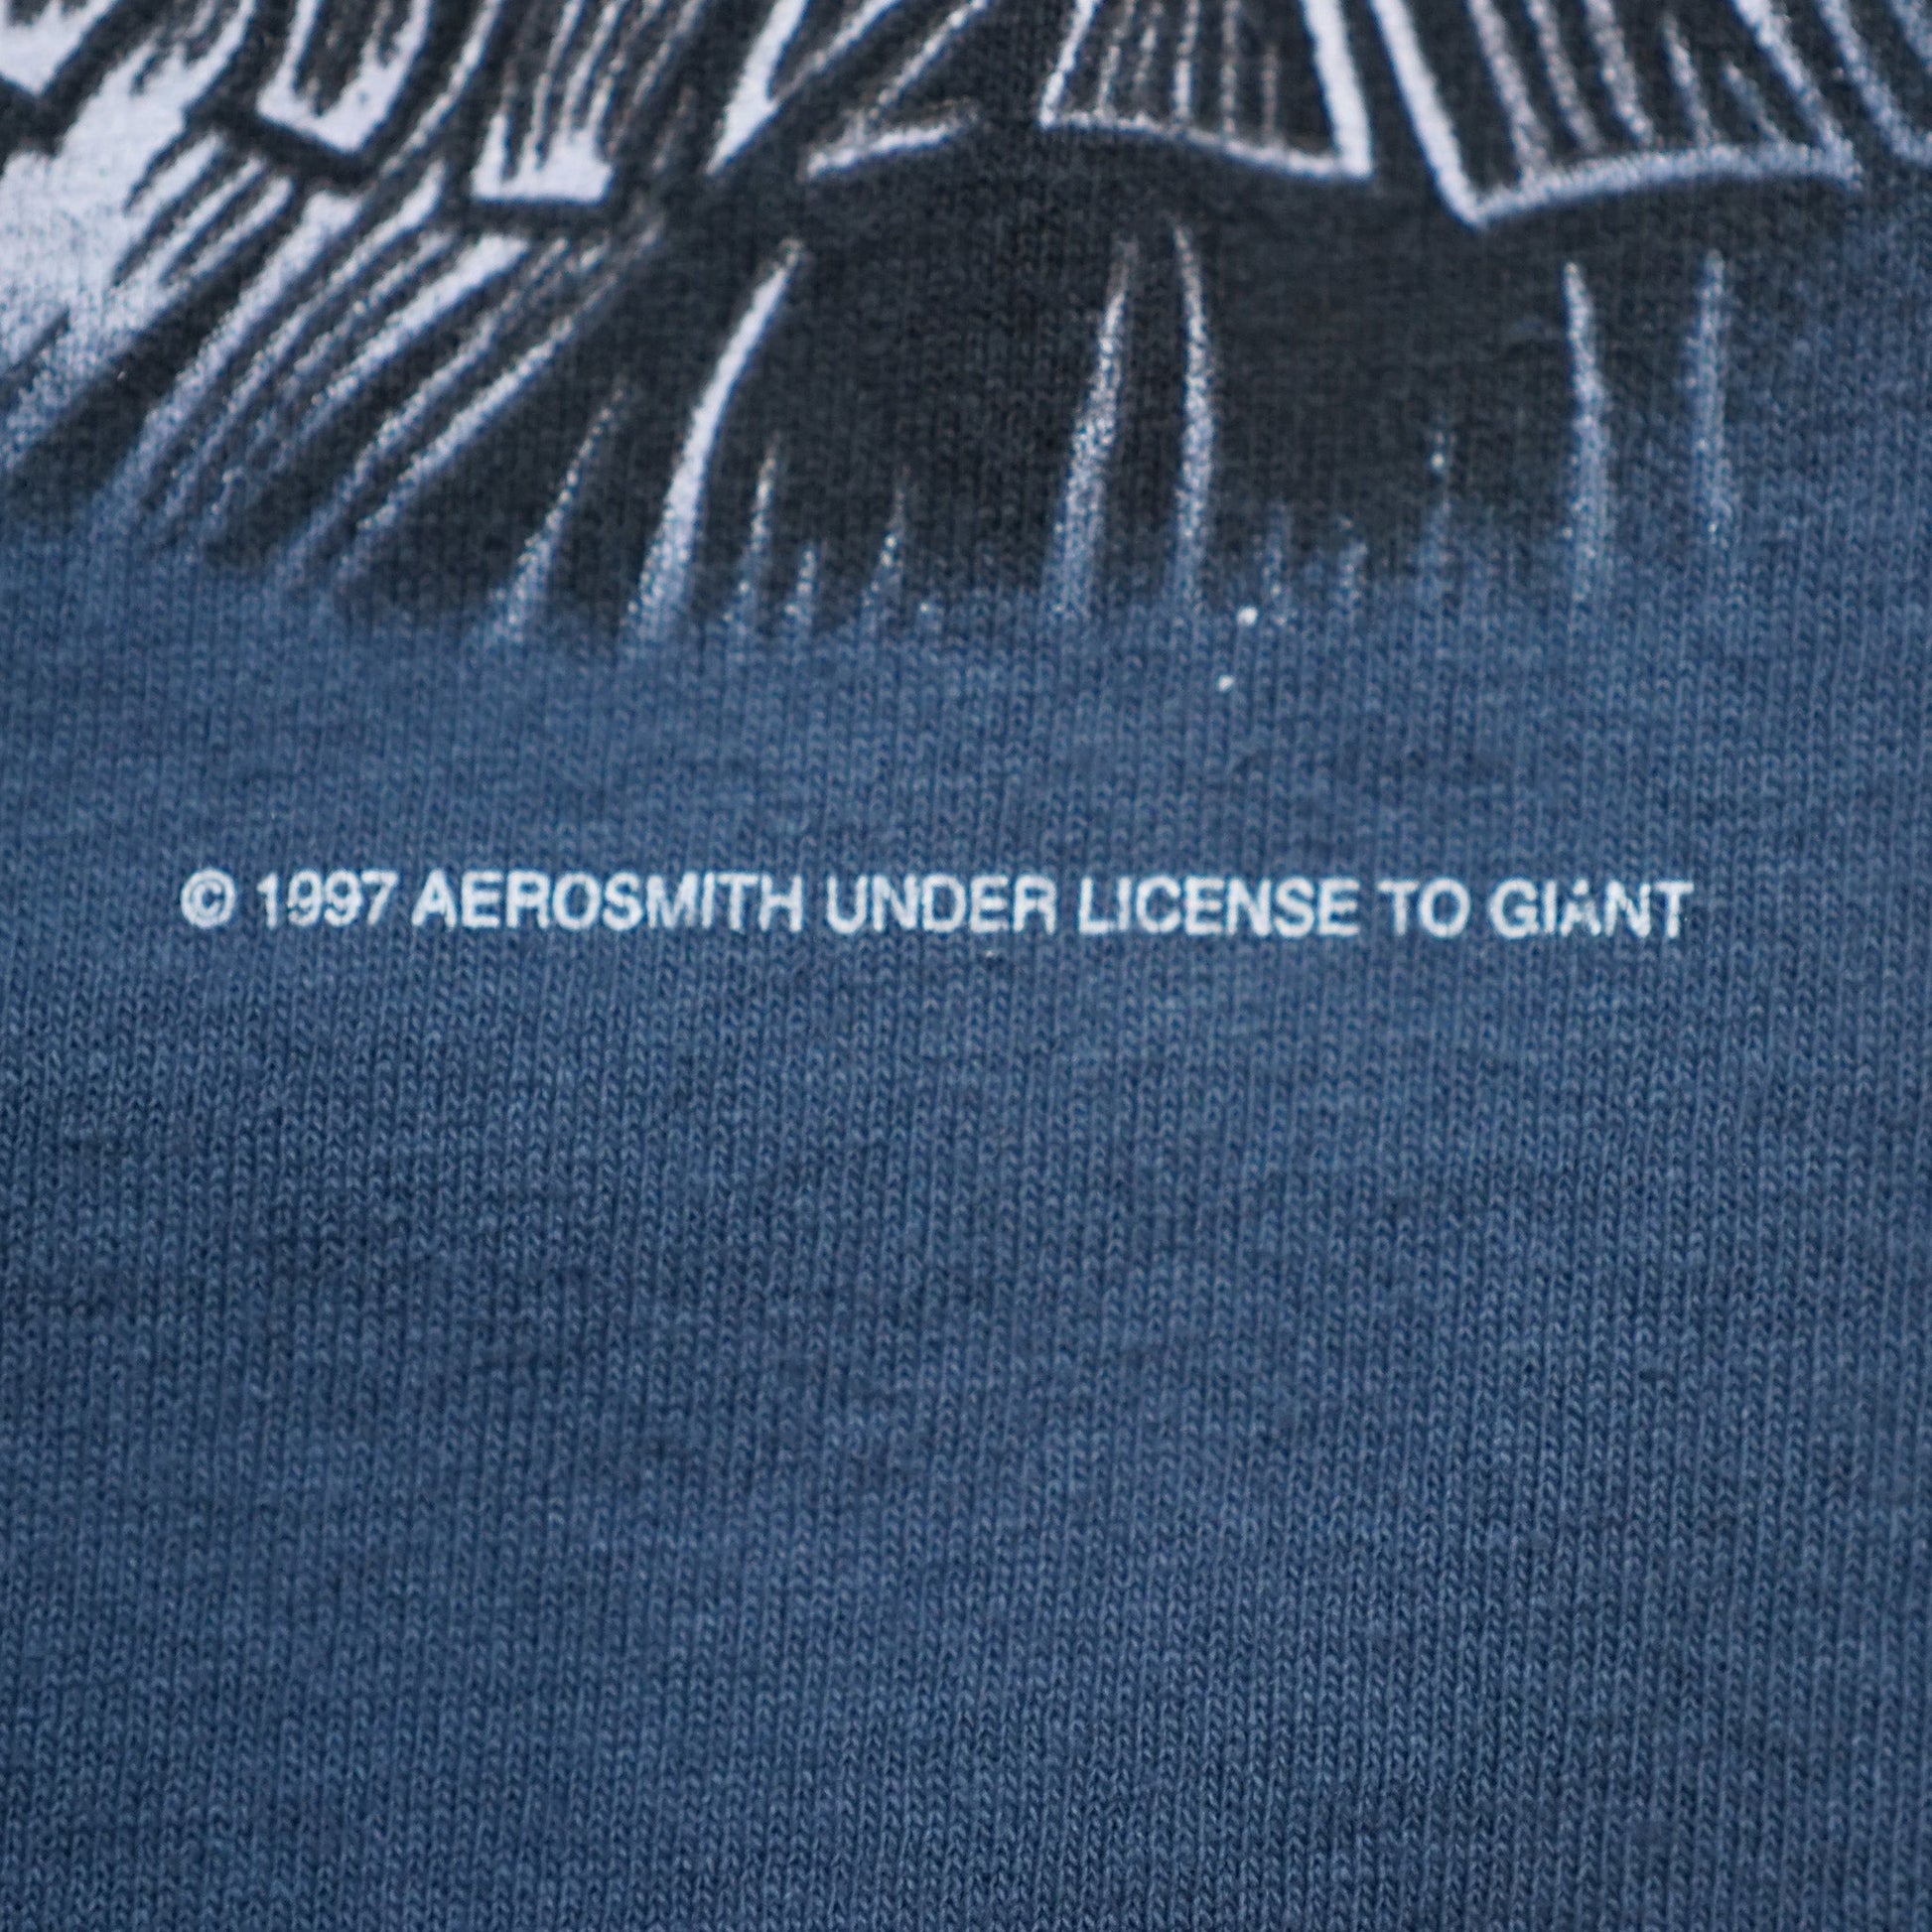 © 1997 AEROSMITH UNDER LICENSE TO GIANT